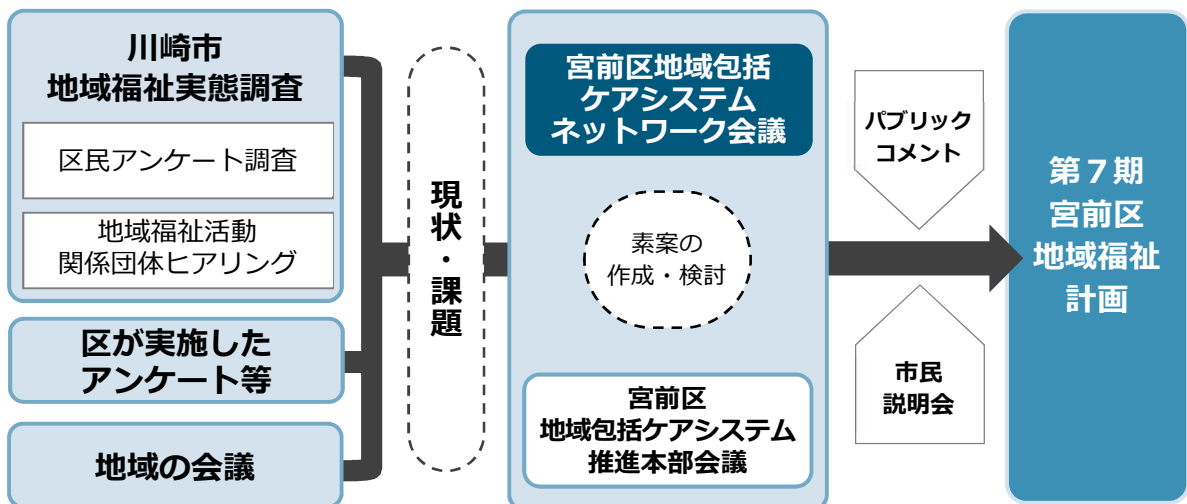 川崎市
地域福祉実態調査
区民アンケート調査
地域福祉活動
関係団体ヒアリング
区が実施した
アンケート等
地域の会議
現状・課題
宮前区地域包括
ケアシステム
ネットワーク会議
素案の
作成・検討
宮前区
地域包括ケアシステム
推進本部会議
パブリック
コメント
市民
説明会
第７期
宮前区
地域福祉
計画